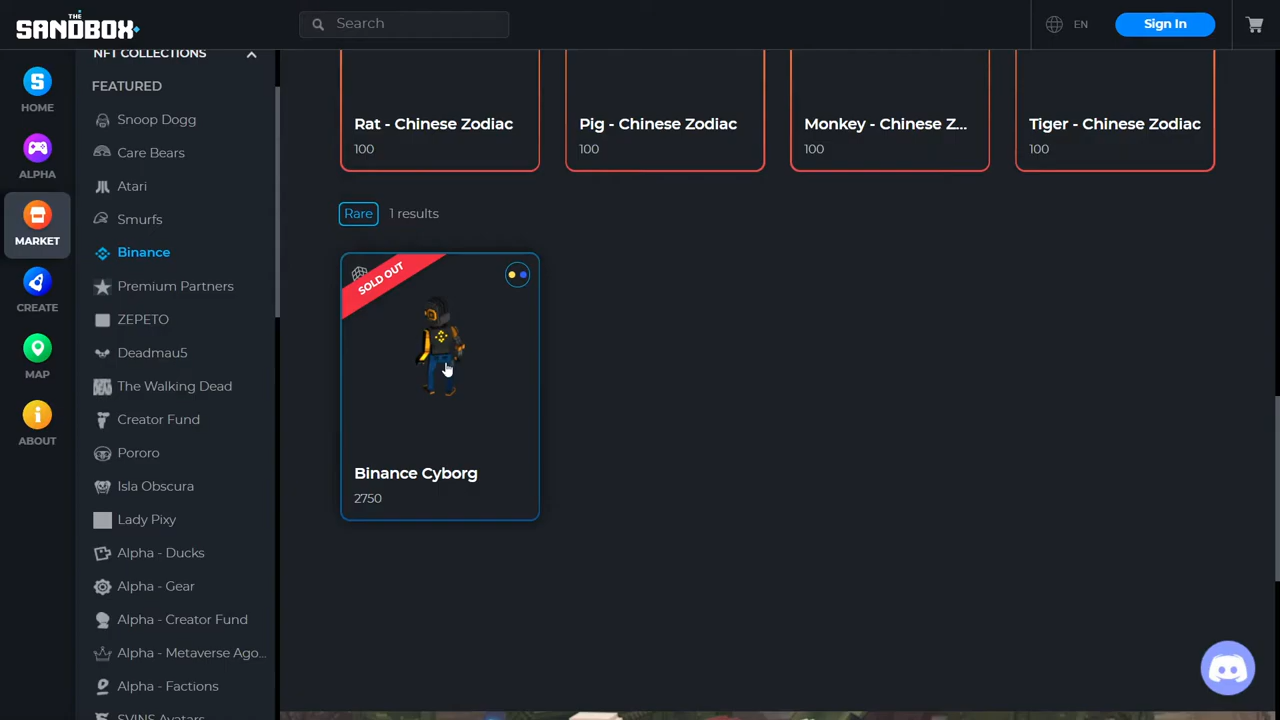 THE
SANDBOX
Search
EN
Sign In
HOME
ALPHA
MARKET
CREATE
MAP
ABOUT
NFT COLLECTIONS
FEATURED
Snoop Dogg
Care Bears
Atari
Smurfs
Binance
Premium Partners
ZEPETO
Deadmau5
The Walking Dead
Creator Fund
Pororo
Isla Obscura
Lady Pixy
Alpha - Ducks
Alpha - Gear
Alpha - Creator Fund
Alpha - Metaverse Ago...
Alpha - Factions
SVINS Avatars
Rat - Chinese Zodiac
100
Pig - Chinese Zodiac
100
Monkey - Chinese Z...
100
Tiger - Chinese Zodiac
100
Rare 1 results
SOLD OUT
Binance Cyborg
2750